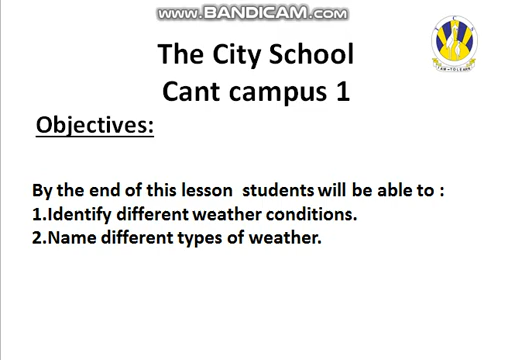 www.BANDICAM.com
The City School
Cant campus 1
Objectives:
By the end of this lesson students will be able to :
1.Identify different weather conditions.
2.Name different types of weather.